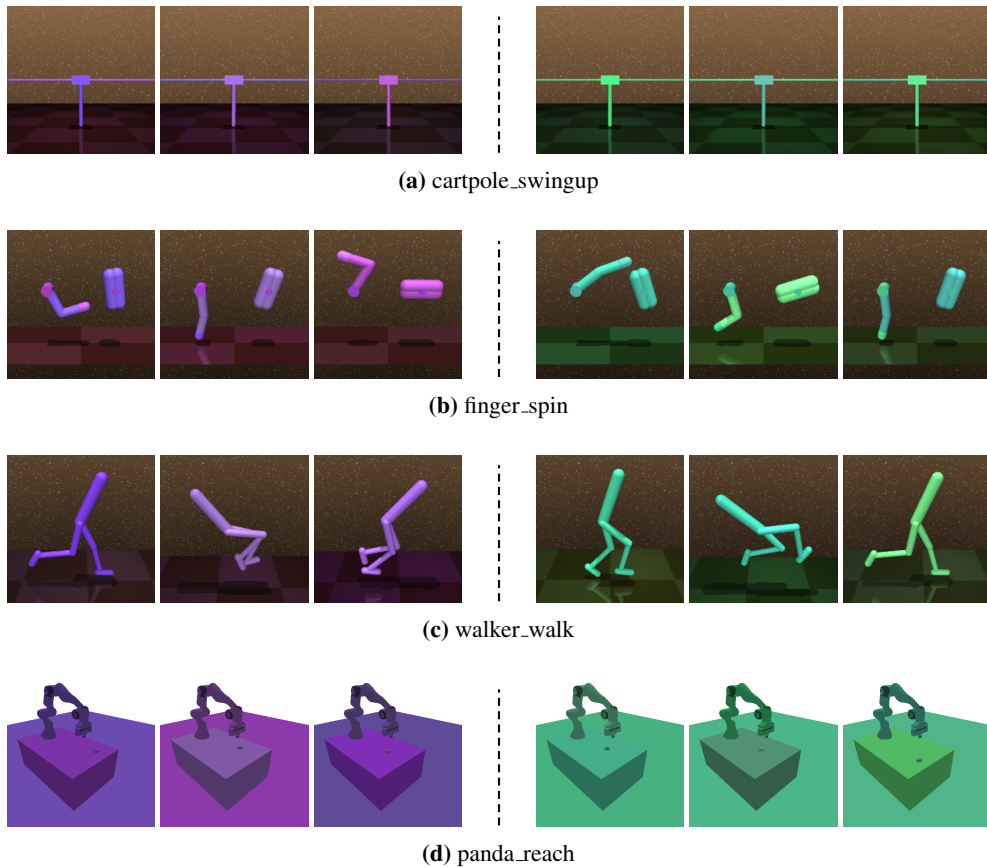 (a) cartpole_swingup
(b) finger_spin
(c) walker_walk
(d) panda_reach